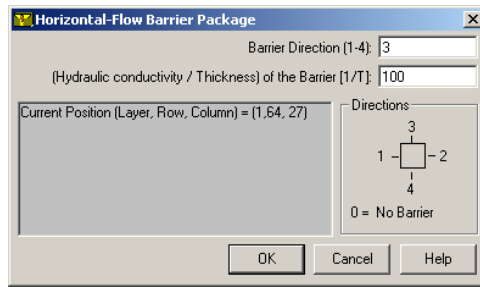 Horizontal-Flow Barrier Package
Barrier Direction (1-4): 3
(Hydraulic conductivity / Thickness) of the Barrier [1/T]: 100
Current Position (Layer, Row, Column) = (1,64, 27)
Directions
3
1 2
4
0 = No Barrier
OK Cancel Help